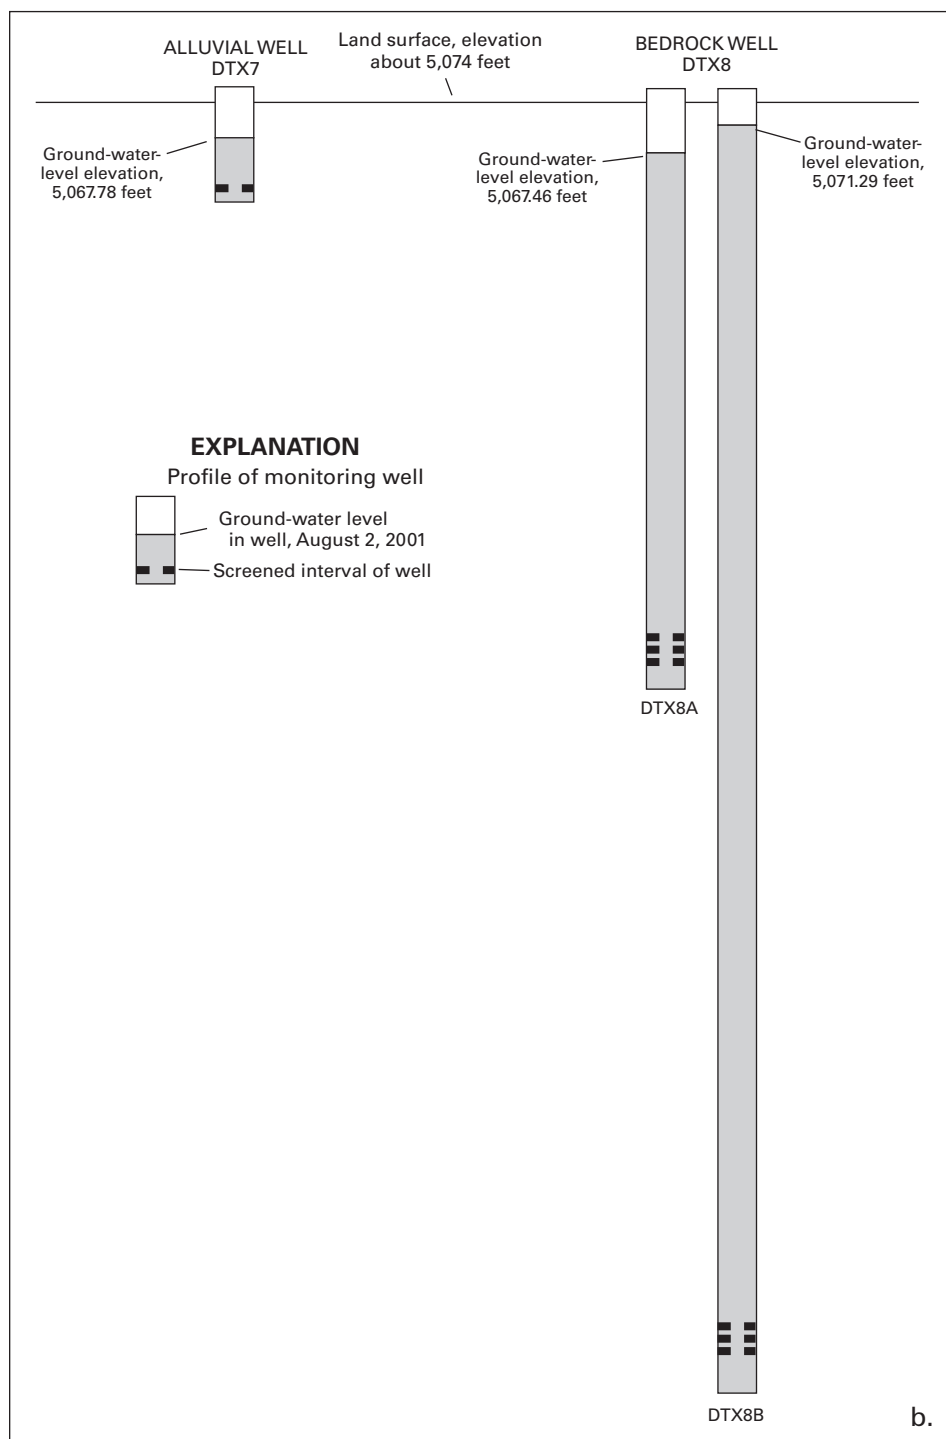 ALLUVIAL WELL
DTX7
Land surface, elevation
about 5,074 feet
BEDROCK WELL
DTX8
Ground-water-
level elevation,
5,067.78 feet
Ground-water-
level elevation,
5,067.46 feet
Ground-water-
level elevation,
5,071.29 feet
EXPLANATION
Profile of monitoring well
Ground-water level
in well, August 2, 2001
Screened interval of well
DTX8A
DTX8B
b.